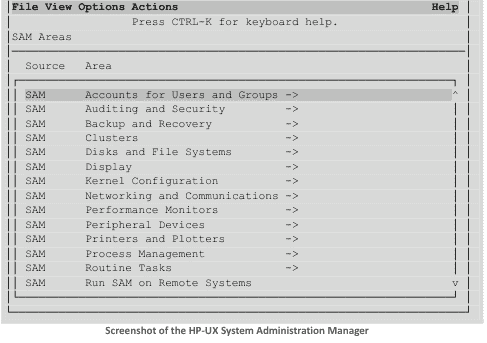 File View Options Actions Help
Press CTRL-K for keyboard help.
SAM Areas
Source Area
SAM Accounts for Users and Groups ->
SAM Auditing and Security ->
SAM Backup and Recovery ->
SAM Clusters ->
SAM Disks and File Systems ->
SAM Display ->
SAM Kernel Configuration ->
SAM Networking and Communications ->
SAM Performance Monitors ->
SAM Peripheral Devices ->
SAM Printers and Plotters ->
SAM Process Management ->
SAM Routine Tasks ->
SAM Run SAM on Remote Systems
Screenshot of the HP-UX System Administration Manager